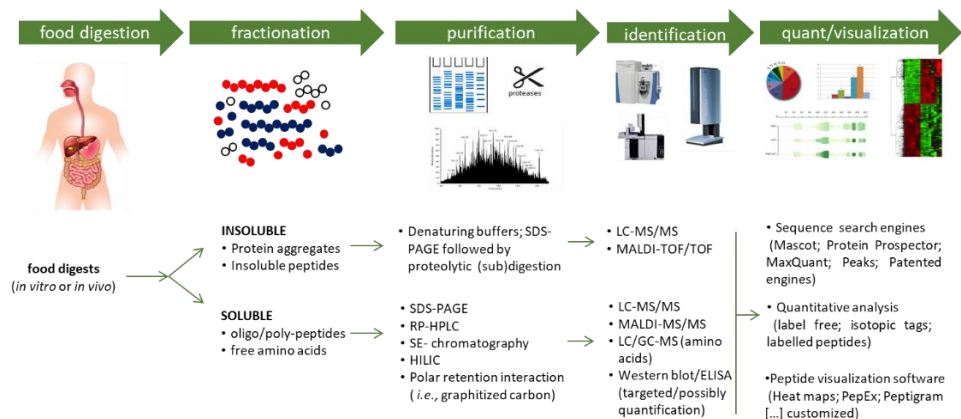 food digestion
fractionation
purification
identification
quant/visualization
proteases
food digests
(in vitro or in vivo)
INSOLUBLE
• Protein aggregates
• Insoluble peptides
SOLUBLE
• oligo/poly-peptides
• free amino acids
• Denaturing buffers; SDS-
PAGE followed by
proteolytic (sub)digestion
• SDS-PAGE
• RP-HPLC
• SE- chromatography
• HILIC
• Polar retention interaction
( i.e., graphitized carbon)
• LC-MS/MS
• MALDI-TOF/TOF
• LC-MS/MS
• MALDI-MS/MS
• LC/GC-MS (amino
acids)
• Western blot/ELISA
(targeted/possibly
quantification)
• Sequence search engines
(Mascot; Protein Prospector;
MaxQuant; Peaks; Patented
engines)
• Quantitative analysis
(label free; isotopic tags;
labelled peptides)
•Peptide visualization software
(Heat maps; PepEx; Peptigram
[...] customized)